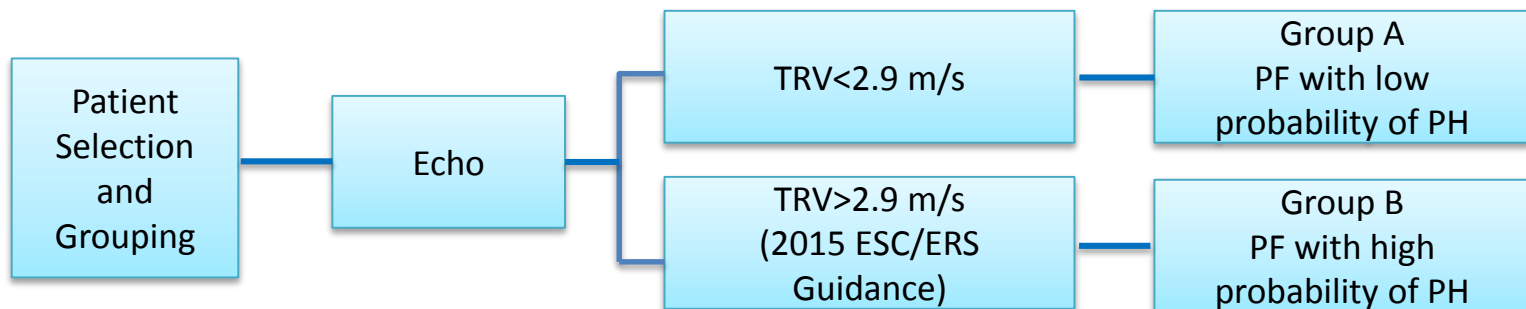 Patient
Selection
and
Grouping
Echo
TRV<2.9 m/s
Group A
PF with low
probability of PH
TRV>2.9 m/s
(2015 ESC/ERS
Guidance)
Group B
PF with high
probability of PH